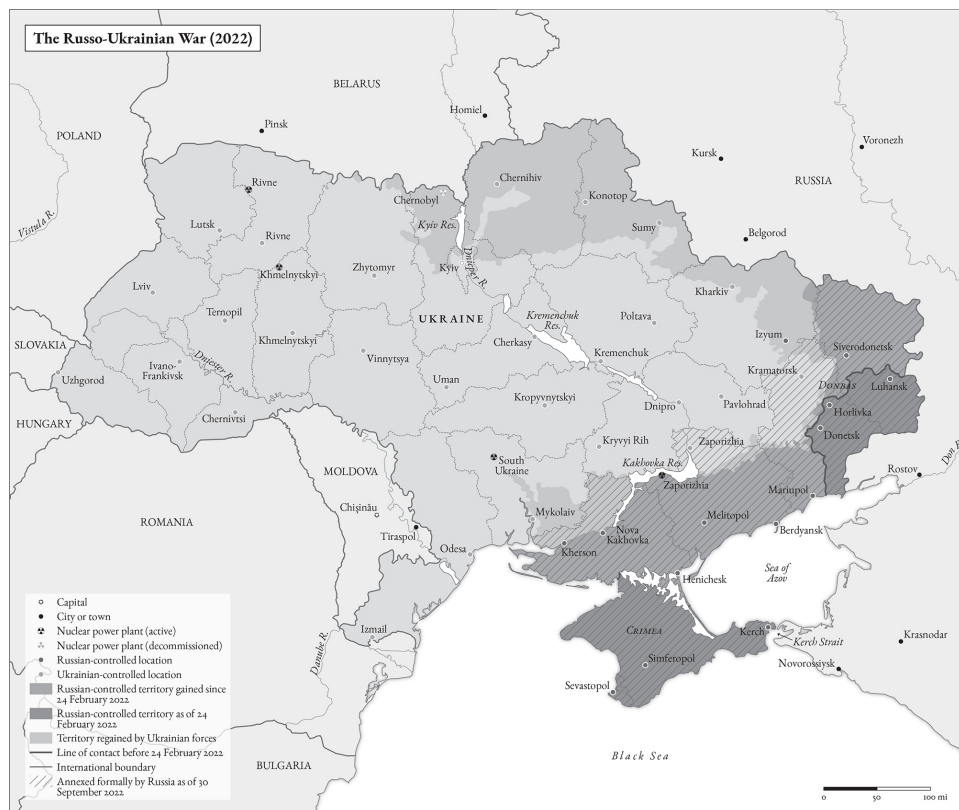 The Russo-Ukrainian War (2022)
BELARUS
Homiel
Pinsk
POLAND
Voronezh
Kursk
RUSSIA
Rivne
Chernihiv
Chernobyl
Konotop
Vistula R.
Lutsk
Kyiv Res.
Sumy
Rivne
Belgorod
Dnieper R.
Khmelnytskyi
Zhytomyr
Kyiv
Lviv
Kharkiv
Ternopil
UKRAINE
Kremenchuk
Res.
Poltava
Izyum
SLOVAKIA
Khmelnytskyi
Cherkasy
Siverodonetsk
Ivano-
Frankivsk
Dniester R.
Vinnytsya
Kremenchuk
Kramatorsk
Uzhgorod
Uman
DONBAS
Luhansk
Kropyvnytskyi
Dnipro
Pavlohrad
Horlivka
HUNGARY
Chernivtsi
Donetsk
Kryvyi Rih
Zaporizhia
South
Ukraine
Kakhovka Res.
Don R.
MOLDOVA
Zaporizhia
Rostov
Mariupol
Chișinău
Mykolaiv
Melitopol
ROMANIA
Tiraspol
Nova
Kakhovka
Berdyansk
Odesa
Kherson
Sea of
Azov
Henichesk
Izmail
CRIMEA
Kerch
Kerch Strait
Krasnodar
Danube R.
Simferopol
Novorossiysk
Sevastopol
BULGARIA
Black Sea
Capital
City or town
Nuclear power plant (active)
Nuclear power plant (decommissioned)
Russian-controlled location
Ukrainian-controlled location
Russian-controlled territory gained since
24 February 2022
Russian-controlled territory as of 24
February 2022
Territory regained by Ukrainian forces
Line of contact before 24 February 2022
International boundary
Annexed formally by Russia as of 30
September 2022
0 50 100 mi